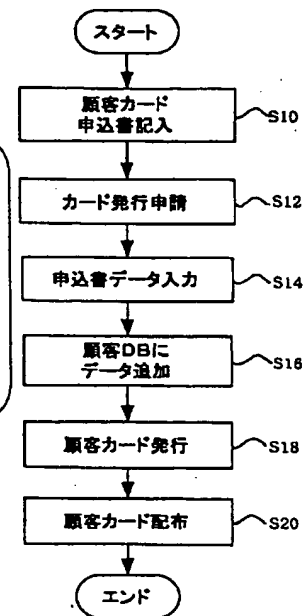 スタート
顧客カード
申込書記入
S10
カード発行申請
S12
申込書データ入力
S14
顧客DBに
データ追加
S16
顧客カード発行
S18
顧客カード配布
S20
エンド